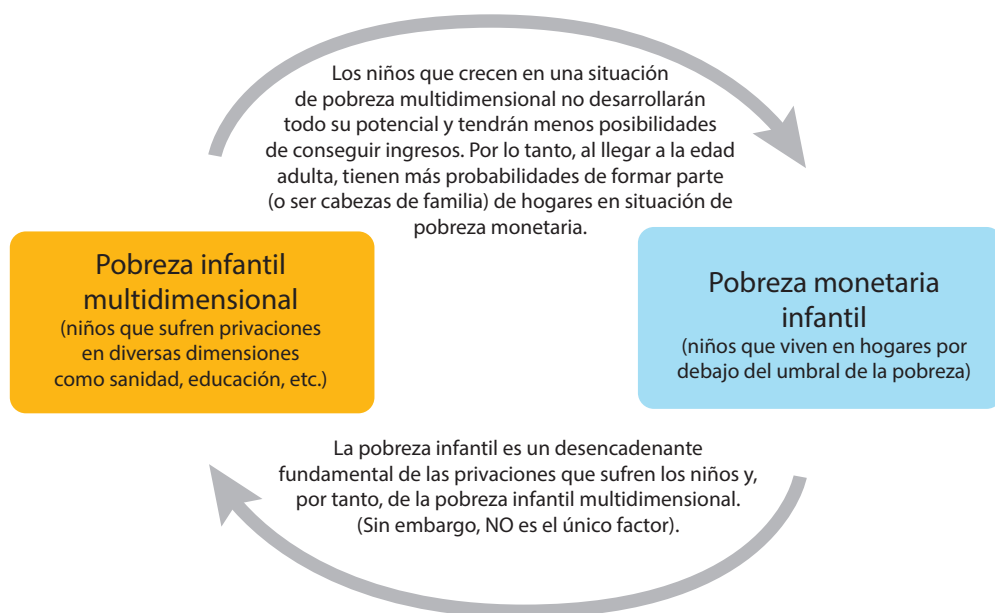 Los niños que crecen en una situación
de pobreza multidimensional no desarrollarán
todo su potencial y tendrán menos posibilidades
de conseguir ingresos. Por lo tanto, al llegar a la edad
adulta, tienen más probabilidades de formar parte
(o ser cabezas de familia) de hogares en situación de
pobreza monetaria.
Pobreza infantil
multidimensional
(niños que sufren privaciones
en diversas dimensiones
como sanidad, educación, etc.)
Pobreza monetaria
infantil
(niños que viven en hogares por
debajo del umbral de la pobreza)
La pobreza infantil es un desencadenante
fundamental de las privaciones que sufren los niños y,
por tanto, de la pobreza infantil multidimensional.
(Sin embargo, NO es el único factor).